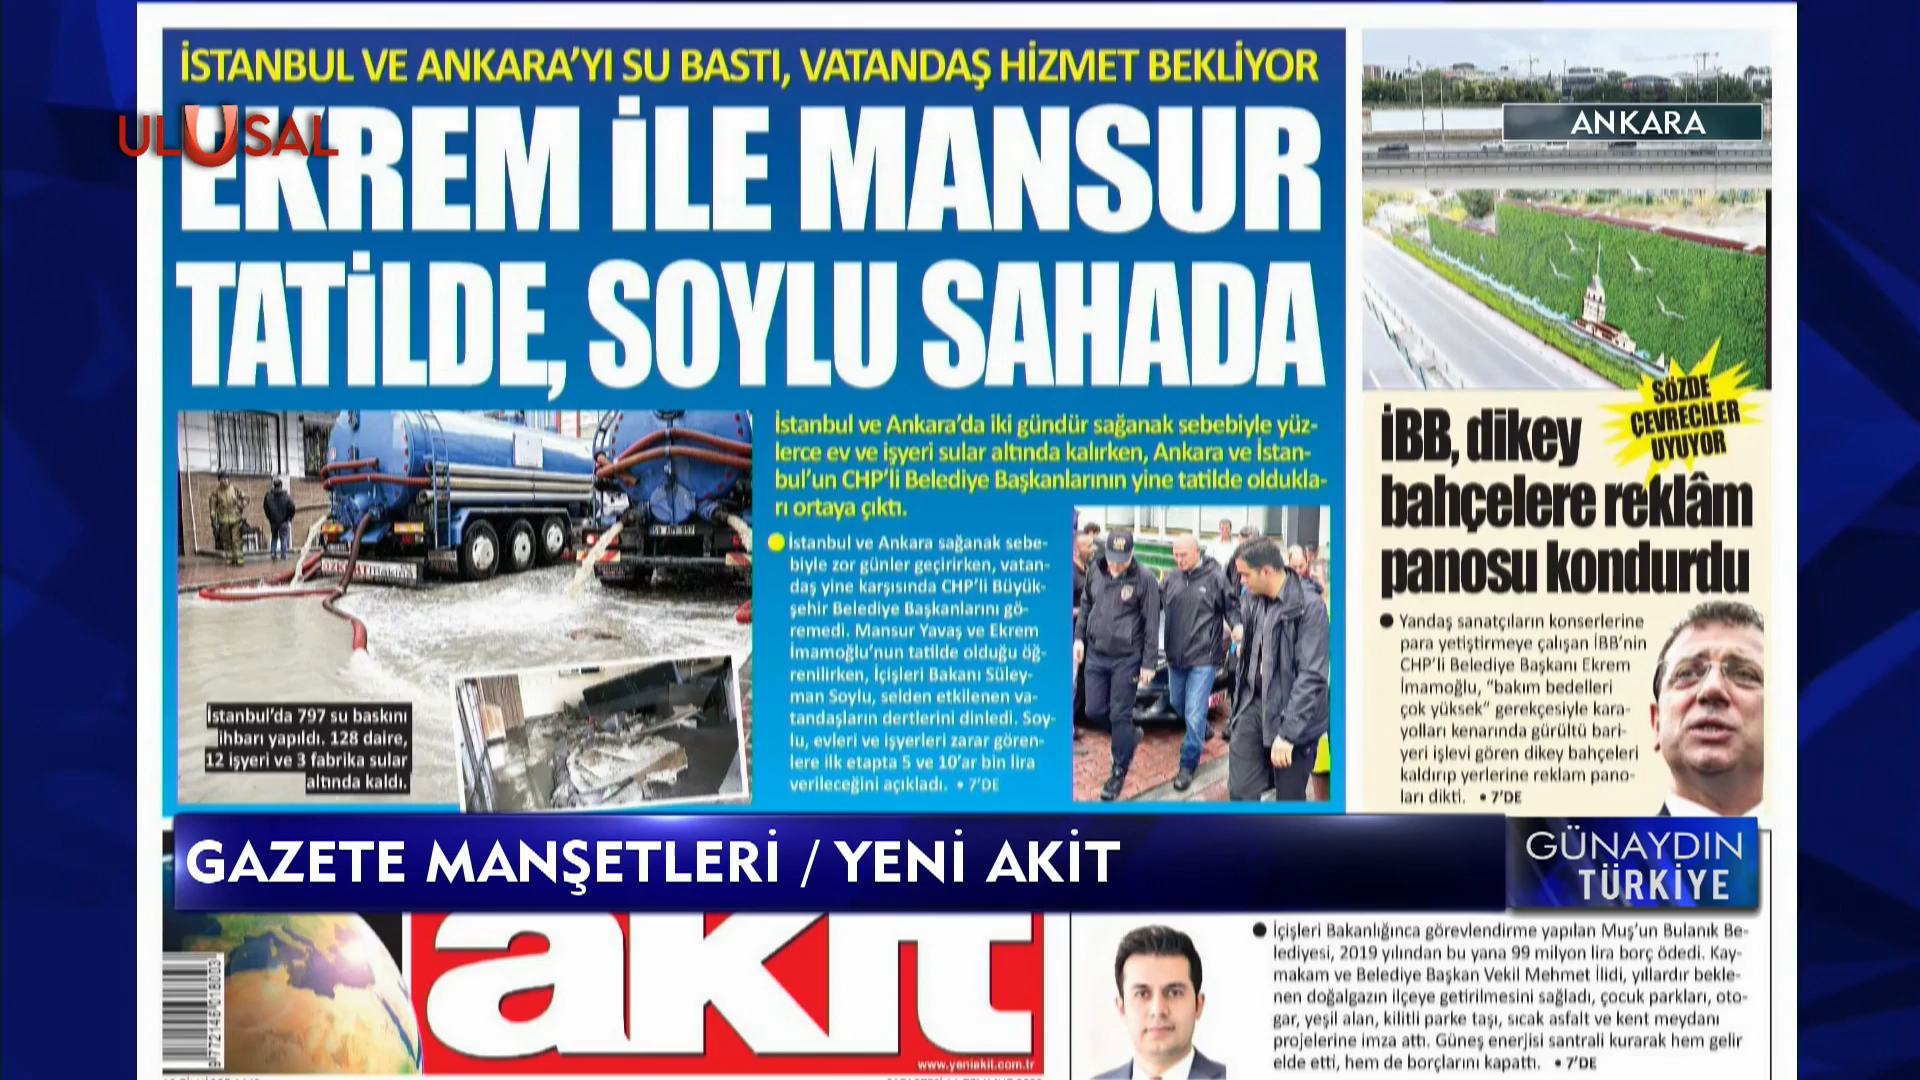 İSTANBUL VE ANKARA'YI SU BASTI, VATANDAŞ HİZMET BEKLİYOR
EKREM İLE MANSUR
TATİLDE, SOYLU SAHADA
ULUSAL
ANKARA
İstanbul ve Ankara'da iki gündür sağanak sebebiyle yüz-
lerce ev ve işyeri sular altında kalırken, Ankara ve İstan-
bul'un CHP'li Belediye Başkanlarının yine tatilde oldukla-
rı ortaya çıktı.
İstanbul ve Ankara sağanak sebe-
biyle zor günler geçirirken, vatan-
daş yine karşısında CHP'li Büyük-
şehir Belediye Başkanlarını gö-
remedi. Mansur Yavaş ve Ekrem
İmamoğlu'nun tatilde olduğu öğ-
renilirken, İçişleri Bakanı Süley-
man Soylu, selden etkilenen va-
tandaşların dertlerini dinledi. Soy-
lu, evleri ve işyerleri zarar gören-
lere ilk etapta 5 ve 10'ar bin lira
verileceğini açıkladı. • 7'DE
İstanbul'da 797 su baskını
ihbarı yapıldı. 128 daire,
12 işyeri ve 3 fabrika sular
altında kaldı.
SÖZDE
ÇEVRECİLER
UYUYOR
İBB, dikey
bahçelere reklâm
panosu kondurdu
Yandaş sanatçıların konserlerine
para yetiştirmeye çalışan İBB'nin
CHP'li Belediye Başkanı Ekrem
İmamoğlu, "bakım bedelleri
çok yüksek" gerekçesiyle kara-
yolları kenarında gürültü bari-
yeri işlevi gören dikey bahçeleri
kaldırıp yerlerine reklam pano-
ları dikti. • 7'DE
GAZETE MANŞETLERİ / YENİ AKİT
GÜNAYDIN
TÜRKİYE
akit
www.yeniakit.com.tr
9 772146 018003
İçişleri Bakanlığınca görevlendirme yapılan Muş'un Bulanık Be-
lediyesi, 2019 yılından bu yana 99 milyon lira borç ödedi. Kay-
makam ve Belediye Başkan Vekil Mehmet İlidi, yıllardır bekle-
nen doğalgazın ilçeye getirilmesini sağladı, çocuk parkları, oto-
gar, yeşil alan, kilitli parke taşı, sıcak asfalt ve kent meydanı
projelerine imza attı. Güneş enerjisi santrali kurarak hem gelir
elde etti, hem de borçlarını kapattı. • 7'DE